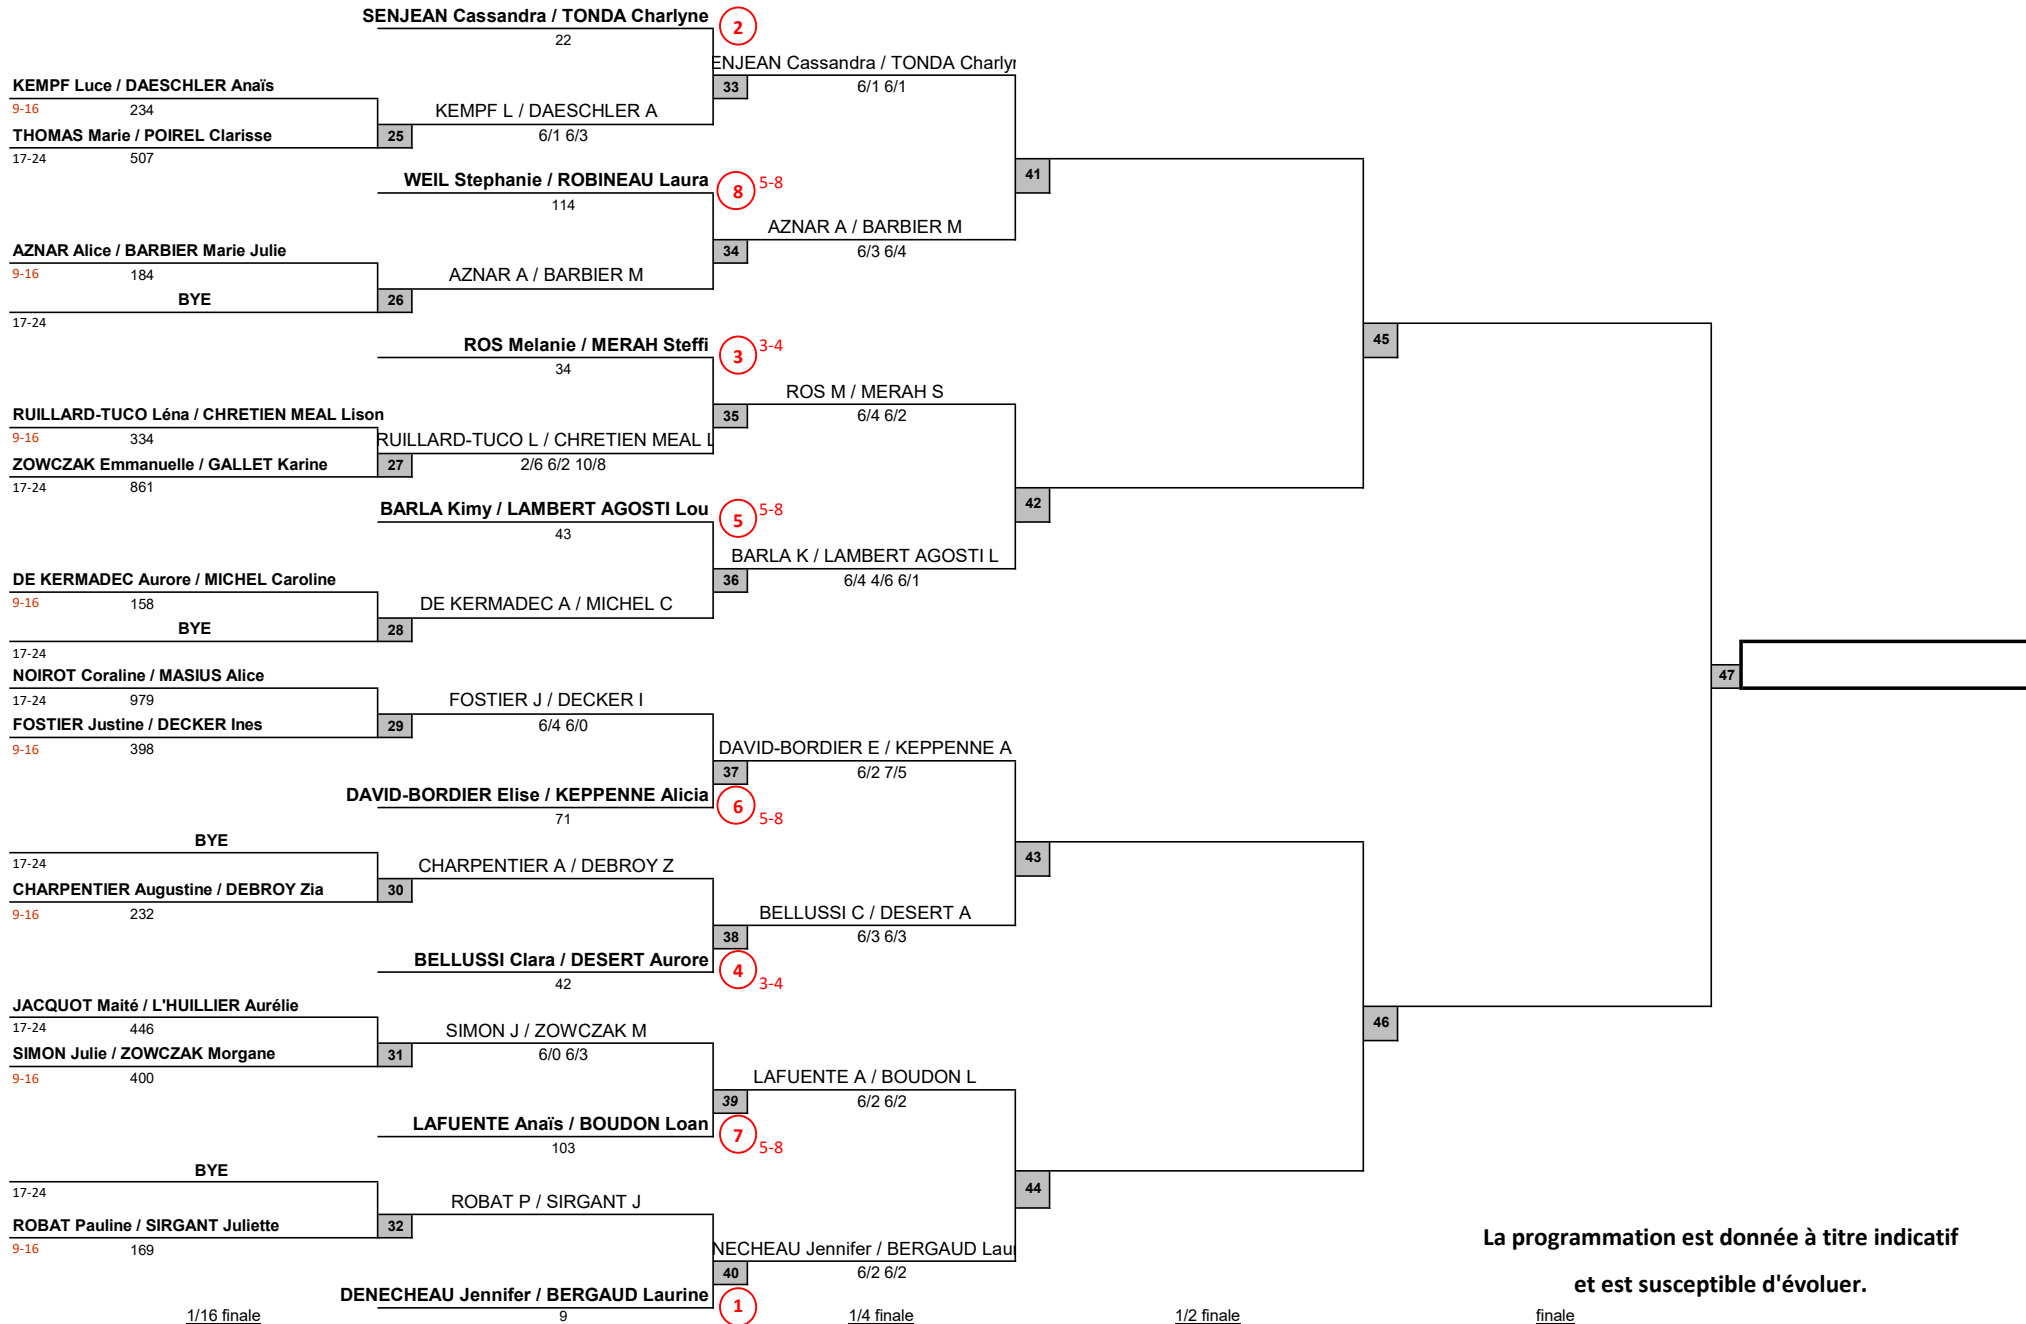 SENJEAN Cassandra / TONDA Charlyne
2
22
ENJEAN Cassandra / TONDA Charlyr
KEMPF Luce / DAESCHLER Anaïs
33
6/1 6/1
9-16 234
KEMPF L / DAESCHLER A
THOMAS Marie / POIREL Clarisse
25
6/1 6/3
17-24 507
41
WEIL Stephanie / ROBINEAU Laura
8 5-8
114
AZNAR A / BARBIER M
AZNAR Alice / BARBIER Marie Julie
34
6/3 6/4
9-16 184
AZNAR A / BARBIER M
BYE
26
17-24
45
ROS Melanie / MERAH Steffi
3 3-4
34
ROS M / MERAH S
RUILLARD-TUCO Léna / CHRETIEN MEAL Lison
35
6/4 6/2
9-16 334
RUILLARD-TUCO L / CHRETIEN MEAL L
ZOWCZAK Emmanuelle / GALLET Karine
27
2/6 6/2 10/8
17-24 861
42
BARLA Kimy / LAMBERT AGOSTI Lou
5 5-8
43
BARLA K / LAMBERT AGOSTI L
DE KERMADEC Aurore / MICHEL Caroline
36
6/4 4/6 6/1
9-16 158
DE KERMADEC A / MICHEL C
BYE
28
17-24
NOIROT Coraline / MASIUS Alice
47
17-24 979
FOSTIER J / DECKER I
FOSTIER Justine / DECKER Ines
29
6/4 6/0
9-16 398
DAVID-BORDIER E / KEPPENNE A
37
6/2 7/5
DAVID-BORDIER Elise / KEPPENNE Alicia
6 5-8
71
BYE
17-24
43
CHARPENTIER A / DEBROY Z
CHARPENTIER Augustine / DEBROY Zia
30
9-16 232
BELLUSSI C / DESERT A
38
6/3 6/3
BELLUSSI Clara / DESERT Aurore
4 3-4
42
JACQUOT Maité / L'HUILLIER Aurélie
17-24 446
46
SIMON J / ZOWCZAK M
SIMON Julie / ZOWCZAK Morgane
31
6/0 6/3
9-16 400
LAFUENTE A / BOUDON L
39
6/2 6/2
LAFUENTE Anaïs / BOUDON Loan
7 5-8
103
BYE
17-24
44
ROBAT P / SIRGANT J
ROBAT Pauline / SIRGANT Juliette
32
9-16 169
NECHEAU Jennifer / BERGAUD Lau
40
6/2 6/2
DENECHEAU Jennifer / BERGAUD Laurine
1
9
La programmation est donnée à titre indicatif
et est susceptible d'évoluer.
1/16 finale
1/4 finale
1/2 finale
finale